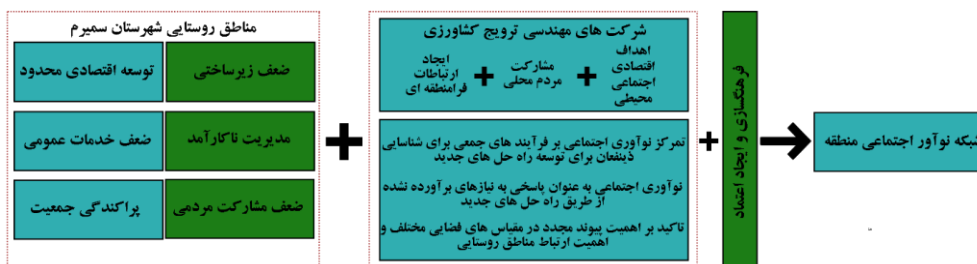 مناطق روستایی شهرستان سمیرم
ضعف زیرساختی
توسعه اقتصادی محدود
مدیریت ناکارآمد
ضعف خدمات عمومی
ضعف مشارکت مردمی
پراکندگی جمعیت
+
شرکت های مهندسی ترویج کشاورزی
اهداف
اقتصادی
اجتماعی
محیطی
+
مشارکت
مردم محلی
+
ایجاد
ارتباطات
فرامنطقه ای
تمرکز نوآوری اجتماعی بر فرآیند های جمعی برای شناسایی
ذینفعان برای توسعه راه حل های جدید
نوآوری اجتماعی به عنوان پاسخی به نیازهای برآورده نشده
از طریق راه حل های جدید
تاکید بر اهمیت پیوند مجدد در مقیاس های فضایی مختلف و
اهمیت ارتباط مناطق روستایی
+
فرهنگسازی و ایجاد اعتماد
شبکه نوآور اجتماعی منطقه